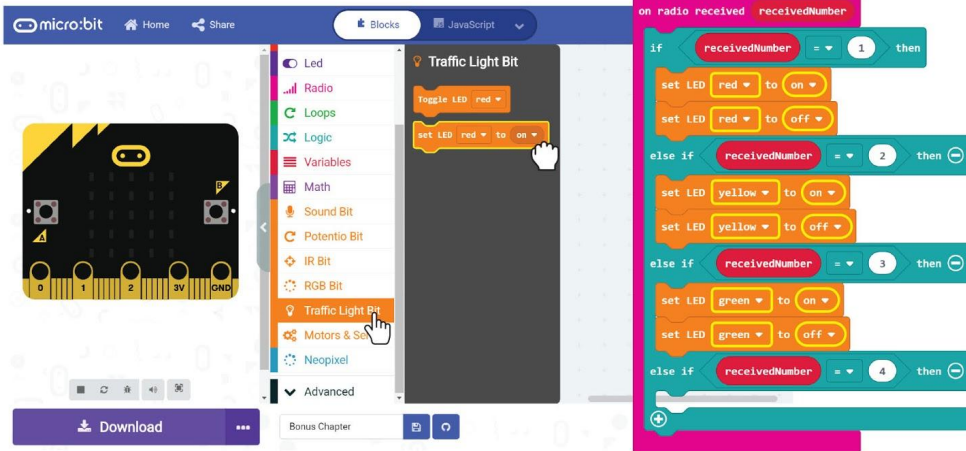 micro:bit Home Share Blocks JavaScript
Led
Radio
Loops
Logic
Variables
Math
Sound Bit
Potentio Bit
IR Bit
RGB Bit
Traffic Light Bit
Motors &
Neopixel
Advanced
Traffic Light Bit
Toggle LED red
set LED red to on
B
A
0 1 2 3V GND
Download
Bonus Chapter
on radio received receivedNumber
if receivedNumber = 1 then
set LED red to on
set LED red to off
else if receivedNumber = 2 then
set LED yellow to on
set LED yellow to off
else if receivedNumber = 3 then
set LED green to on
set LED green to off
else if receivedNumber = 4 then